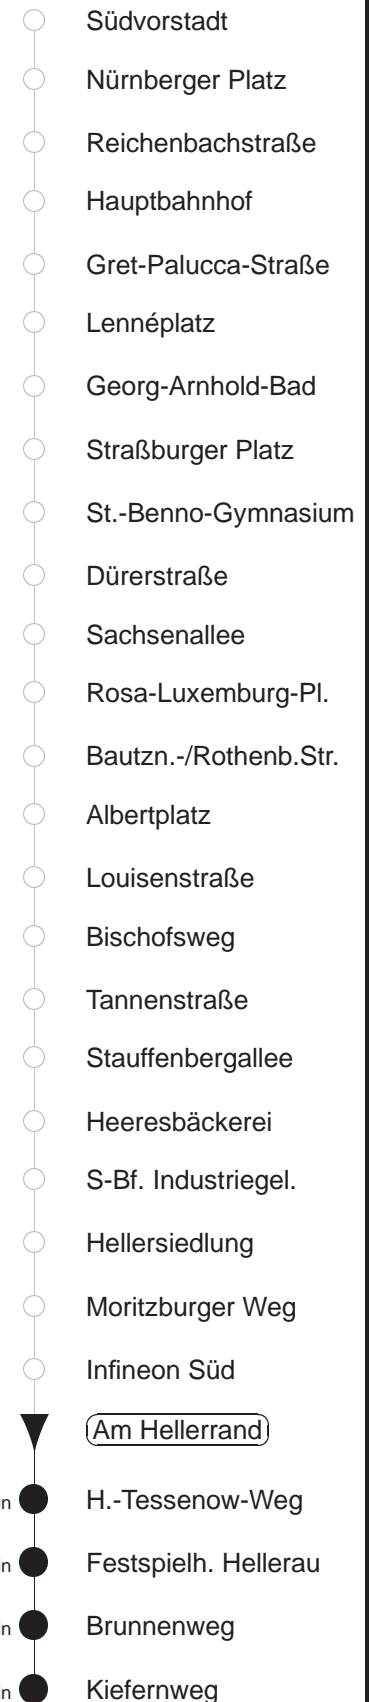 Südvorstadt
Nürnberger Platz
Reichenbachstraße
Hauptbahnhof
Gret-Palucca-Straße
Lennéplatz
Georg-Arnhold-Bad
Straßburger Platz
St.-Benno-Gymnasium
Dürerstraße
Sachsenallee
Rosa-Luxemburg-Pl.
Bautzn.-/Rothenb.Str.
Albertplatz
Louisenstraße
Bischofsweg
Tannenstraße
Stauffenbergallee
Heeresbäckerei
S-Bf. Industriegel.
Hellersiedlung
Moritzburger Weg
Infineon Süd
Am Hellerrand
H.-Tessenow-Weg
Festspielh. Hellerau
Brunnenweg
Kiefernweg